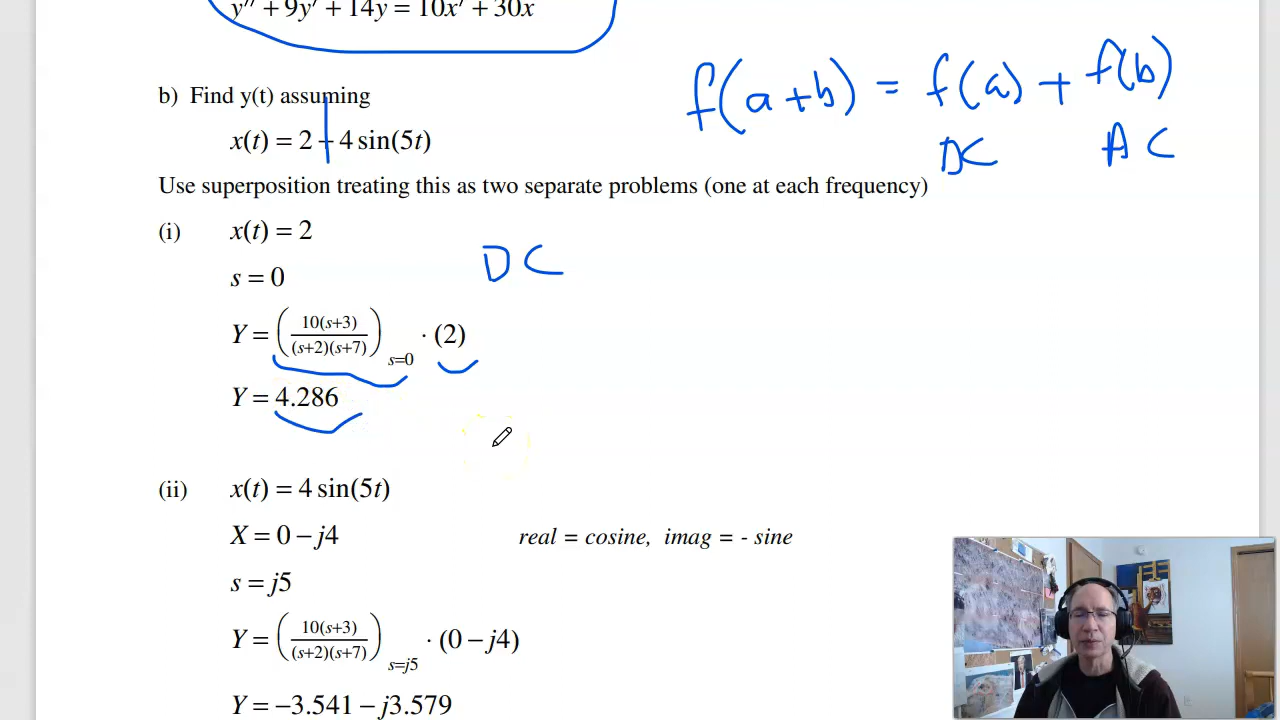 y'' + 9y' + 14y = 10x' + 30x
f(a+b) = f(a) + f(b)
DC AC
b) Find y(t) assuming
x(t) = 2 + 4 sin(5t)
Use superposition treating this as two separate problems (one at each frequency)
(i) x(t) = 2
DC
s = 0
Y = (10(s+3) / (s+2)(s+7))s=0 · (2)
Y = 4.286
(ii) x(t) = 4 sin(5t)
X = 0 − j4 real = cosine, imag = - sine
s = j5
Y = (10(s+3) / (s+2)(s+7))s=j5 · (0 − j4)
Y = −3.541 − j3.579